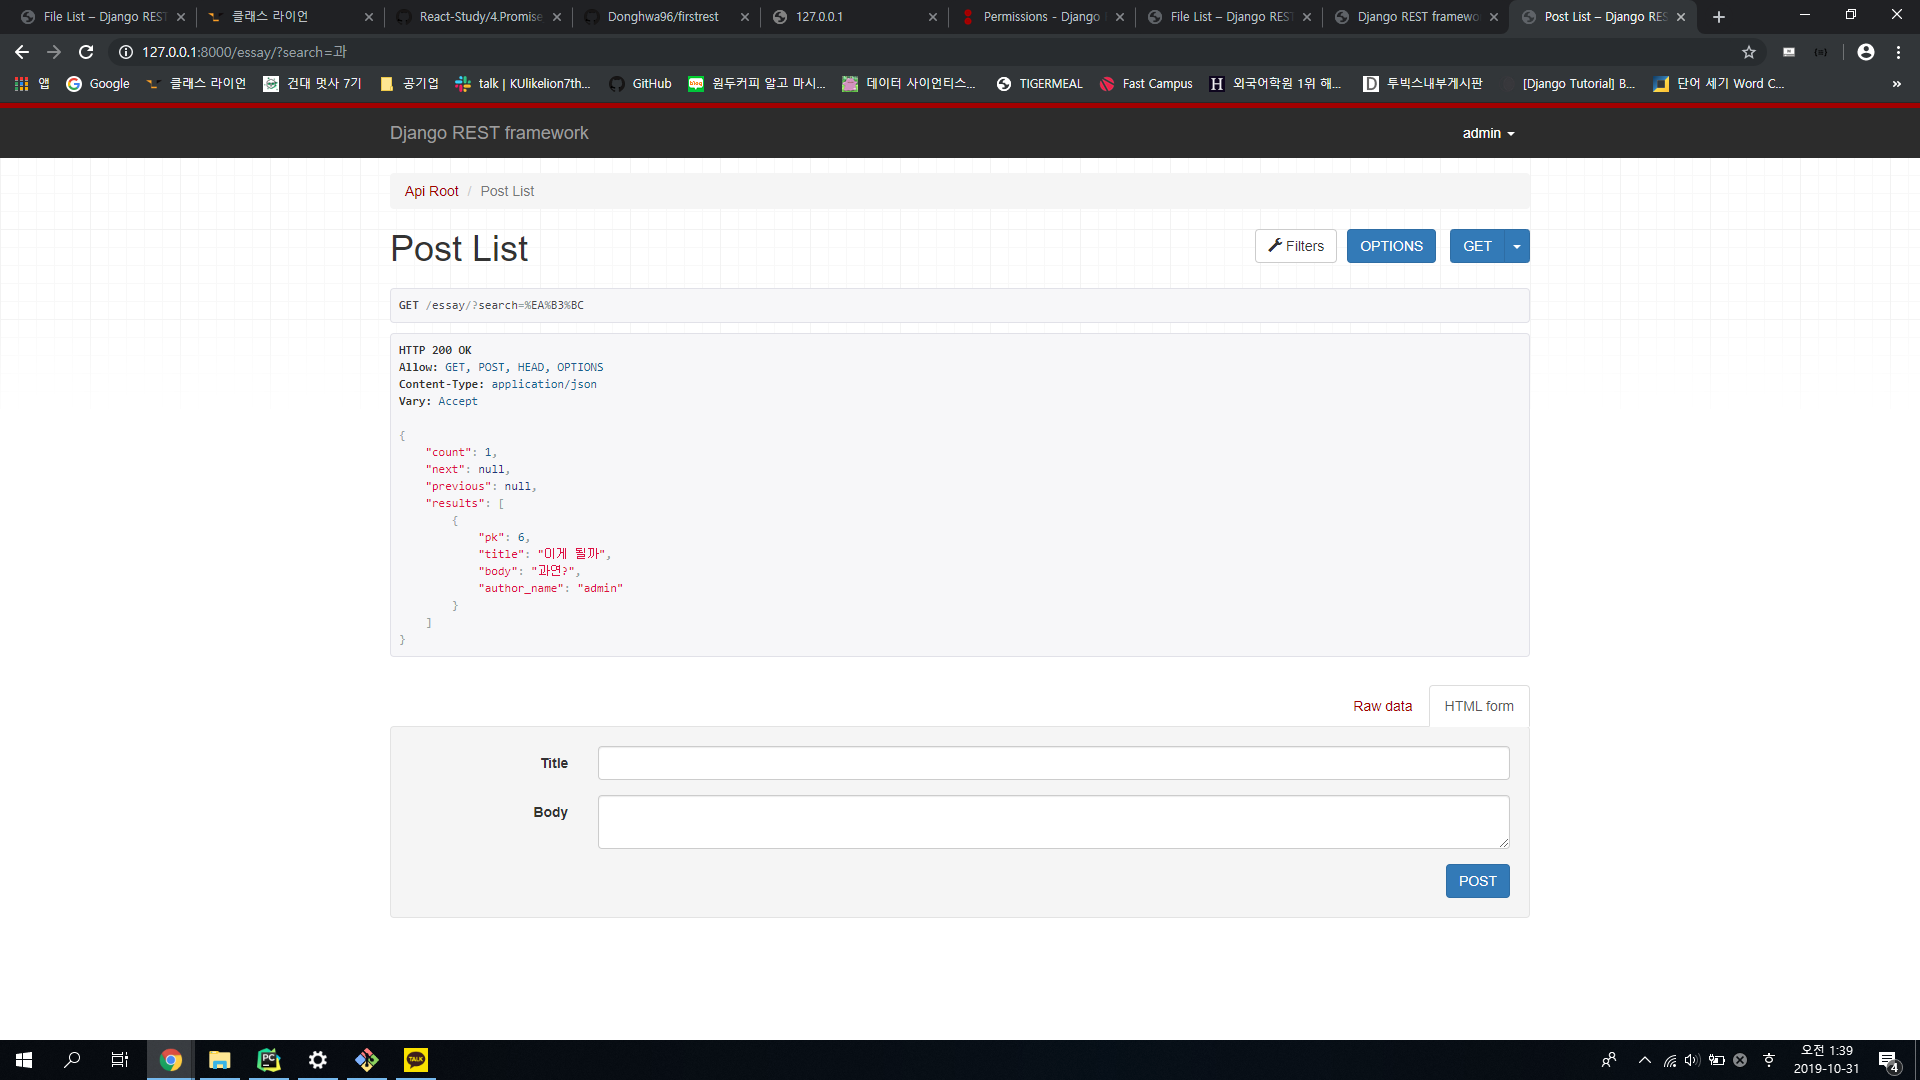 File List – Django REST
클래스 라이언
React-Study/4.Promise
Donghwa96/firstrest
127.0.0.1
Permissions - Django
File List – Django REST
Django REST framewor
Post List – Django RES
127.0.0.1:8000/essay/?search=과
앱
Google
클래스 라이언
건대 멋사 7기
공기업
talk | KUlikelion7th...
GitHub
원두커피 알고 마시...
데이터 사이언티스...
TIGERMEAL
Fast Campus
외국어학원 1위 해...
투빅스내부게시판
[Django Tutorial] B...
단어 세기 Word C...
»
Django REST framework
admin
Api Root / Post List
Post List
Filters
OPTIONS
GET
GET /essay/?search=%EA%B3%BC
HTTP 200 OK
Allow: GET, POST, HEAD, OPTIONS
Content-Type: application/json
Vary: Accept
{
"count": 1,
"next": null,
"previous": null,
"results": [
{
"pk": 6,
"title": "이게 될까",
"body": "과연?",
"author_name": "admin"
}
]
}
Raw data
HTML form
Title
Body
POST
오전 1:39
2019-10-31
4